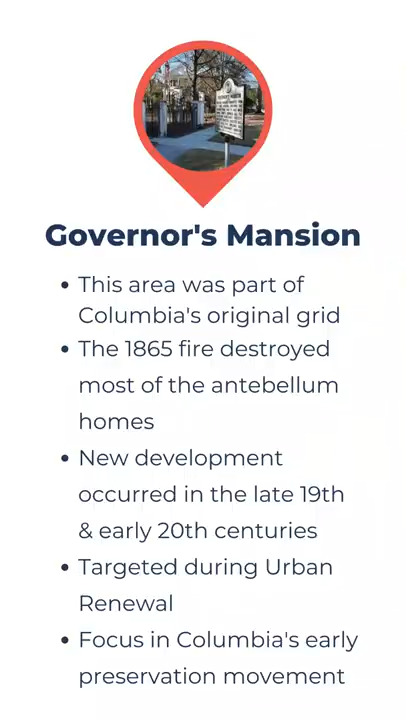 Governor's Mansion
• This area was part of
Columbia's original grid
• The 1865 fire destroyed
most of the antebellum
homes
• New development
occurred in the late 19th
& early 20th centuries
• Targeted during Urban
Renewal
• Focus in Columbia's early
preservation movement